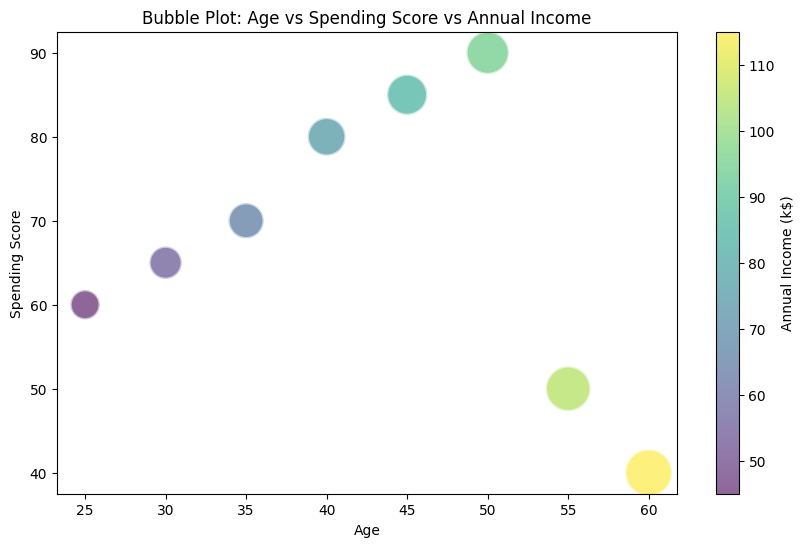 Bubble Plot: Age vs Spending Score vs Annual Income
Spending Score
90
80
70
60
50
40
25 30 35 40 45 50 55 60
Age
110
100
90
80
70
60
50
Annual Income (k$)